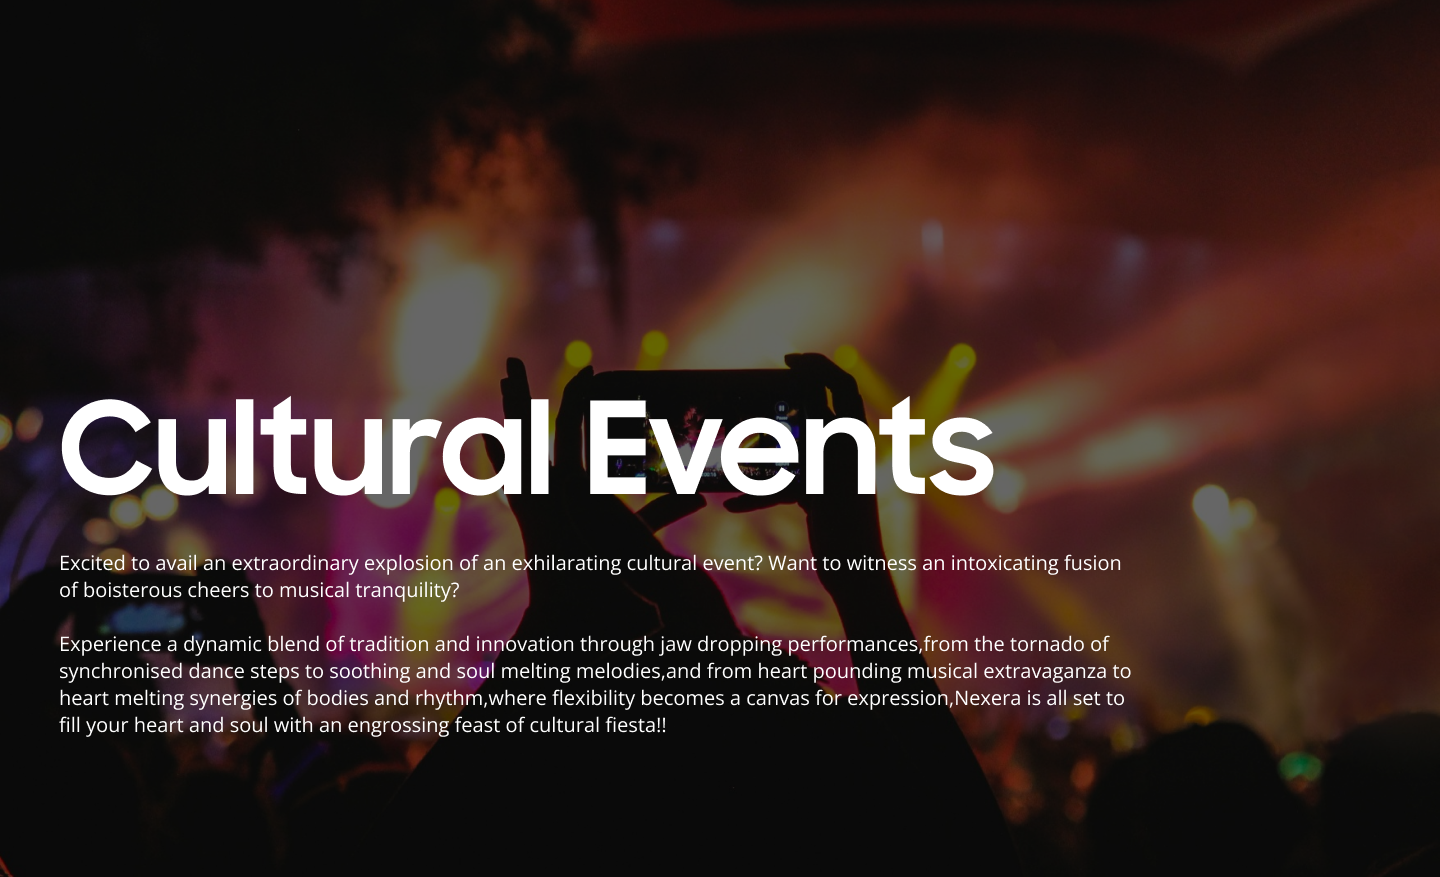 Cultural Events
Excited to avail an extraordinary explosion of an exhilarating cultural event? Want to witness an intoxicating fusion
of boisterous cheers to musical tranquility?
Experience a dynamic blend of tradition and innovation through jaw dropping performances,from the tornado of
synchronised dance steps to soothing and soul melting melodies,and from heart pounding musical extravaganza to
heart melting synergies of bodies and rhythm,where flexibility becomes a canvas for expression,Nexera is all set to
fill your heart and soul with an engrossing feast of cultural fiesta!!